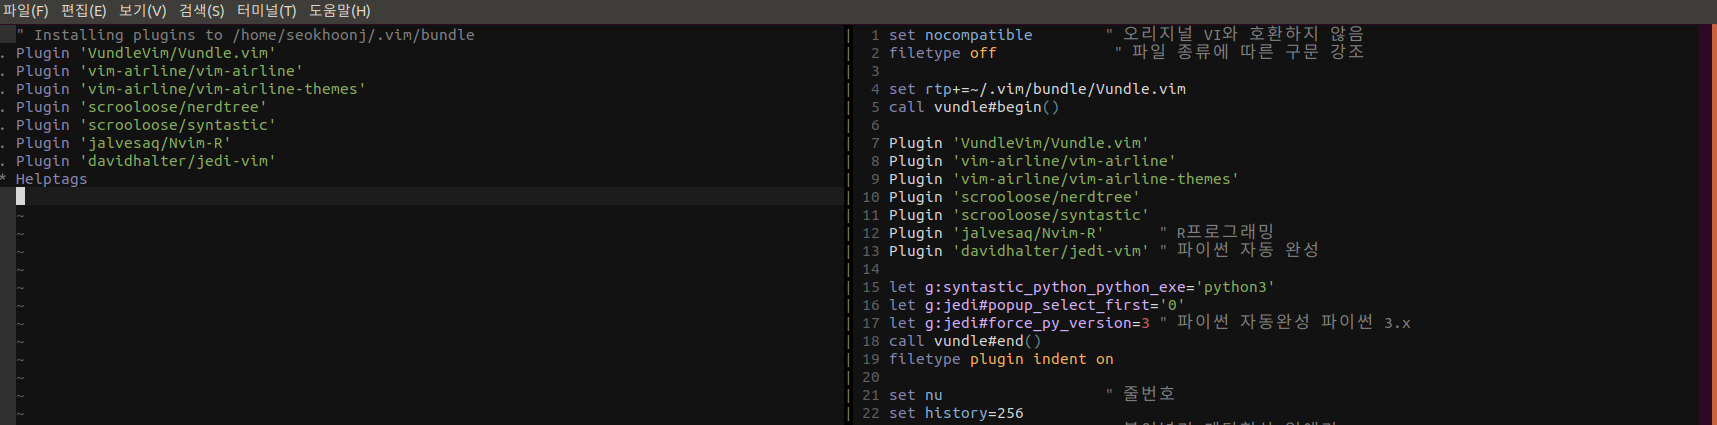 파일(F) 편집(E) 보기(V) 검색(S) 터미널(T) 도움말(H)
" Installing plugins to /home/seokhoonj/.vim/bundle
. Plugin 'VundleVim/Vundle.vim'
. Plugin 'vim-airline/vim-airline'
. Plugin 'vim-airline/vim-airline-themes'
. Plugin 'scrooloose/nerdtree'
. Plugin 'scrooloose/syntastic'
. Plugin 'jalvesaq/Nvim-R'
. Plugin 'davidhalter/jedi-vim'
* Helptags
~
~
~
~
~
~
~
~
~
~
~
~
1 set nocompatible " 오리지널 VI와 호환하지 않음
2 filetype off " 파일 종류에 따른 구문 강조
3
4 set rtp+=~/.vim/bundle/Vundle.vim
5 call vundle#begin()
6
7 Plugin 'VundleVim/Vundle.vim'
8 Plugin 'vim-airline/vim-airline'
9 Plugin 'vim-airline/vim-airline-themes'
10 Plugin 'scrooloose/nerdtree'
11 Plugin 'scrooloose/syntastic'
12 Plugin 'jalvesaq/Nvim-R' " R프로그래밍
13 Plugin 'davidhalter/jedi-vim" 파이썬 자동 완성
14
15 let g:syntastic_python_python_exe='python3'
16 let g:jedi#popup_select_first='0'
17 let g:jedi#force_py_version=3 " 파이썬 자동완성 파이썬 3.x
18 call vundle#end()
19 filetype plugin indent on
20
21 set nu " 줄번호
22 set history=256